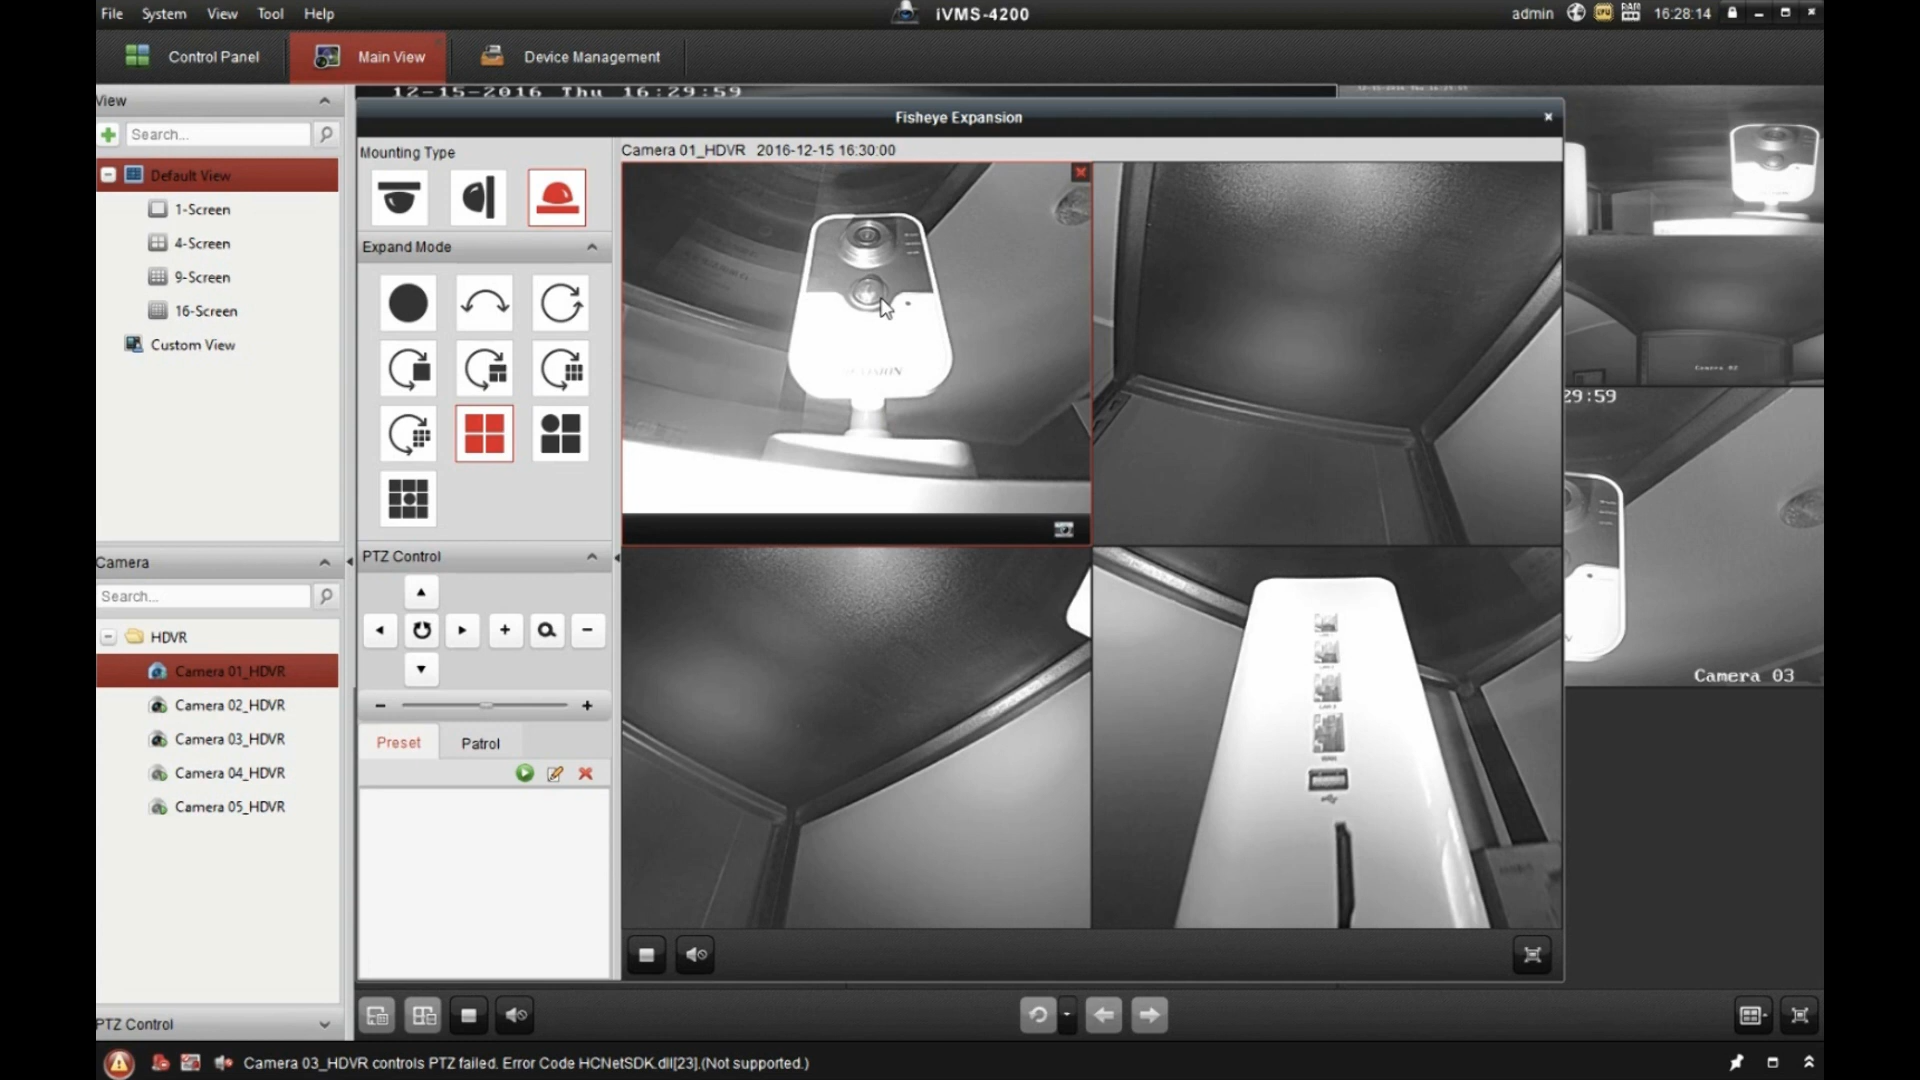 File System View Tool Help
iVMS-4200
admin
16:28:14
Control Panel
Main View
Device Management
12-15-2016 Thu 16:29:59
View
Search...
Default View
1-Screen
4-Screen
9-Screen
16-Screen
Custom View
Camera
Search...
HDVR
Camera 01_HDVR
Camera 02_HDVR
Camera 03_HDVR
Camera 04_HDVR
Camera 05_HDVR
PTZ Control
Fisheye Expansion
Mounting Type
Expand Mode
PTZ Control
Preset
Patrol
Camera 01_HDVR 2016-12-15 16:30:00
Camera 02
29:59
Camera 03
Camera 03_HDVR controls PTZ failed. Error Code HCNetSDK.dll[23].(Not supported.)